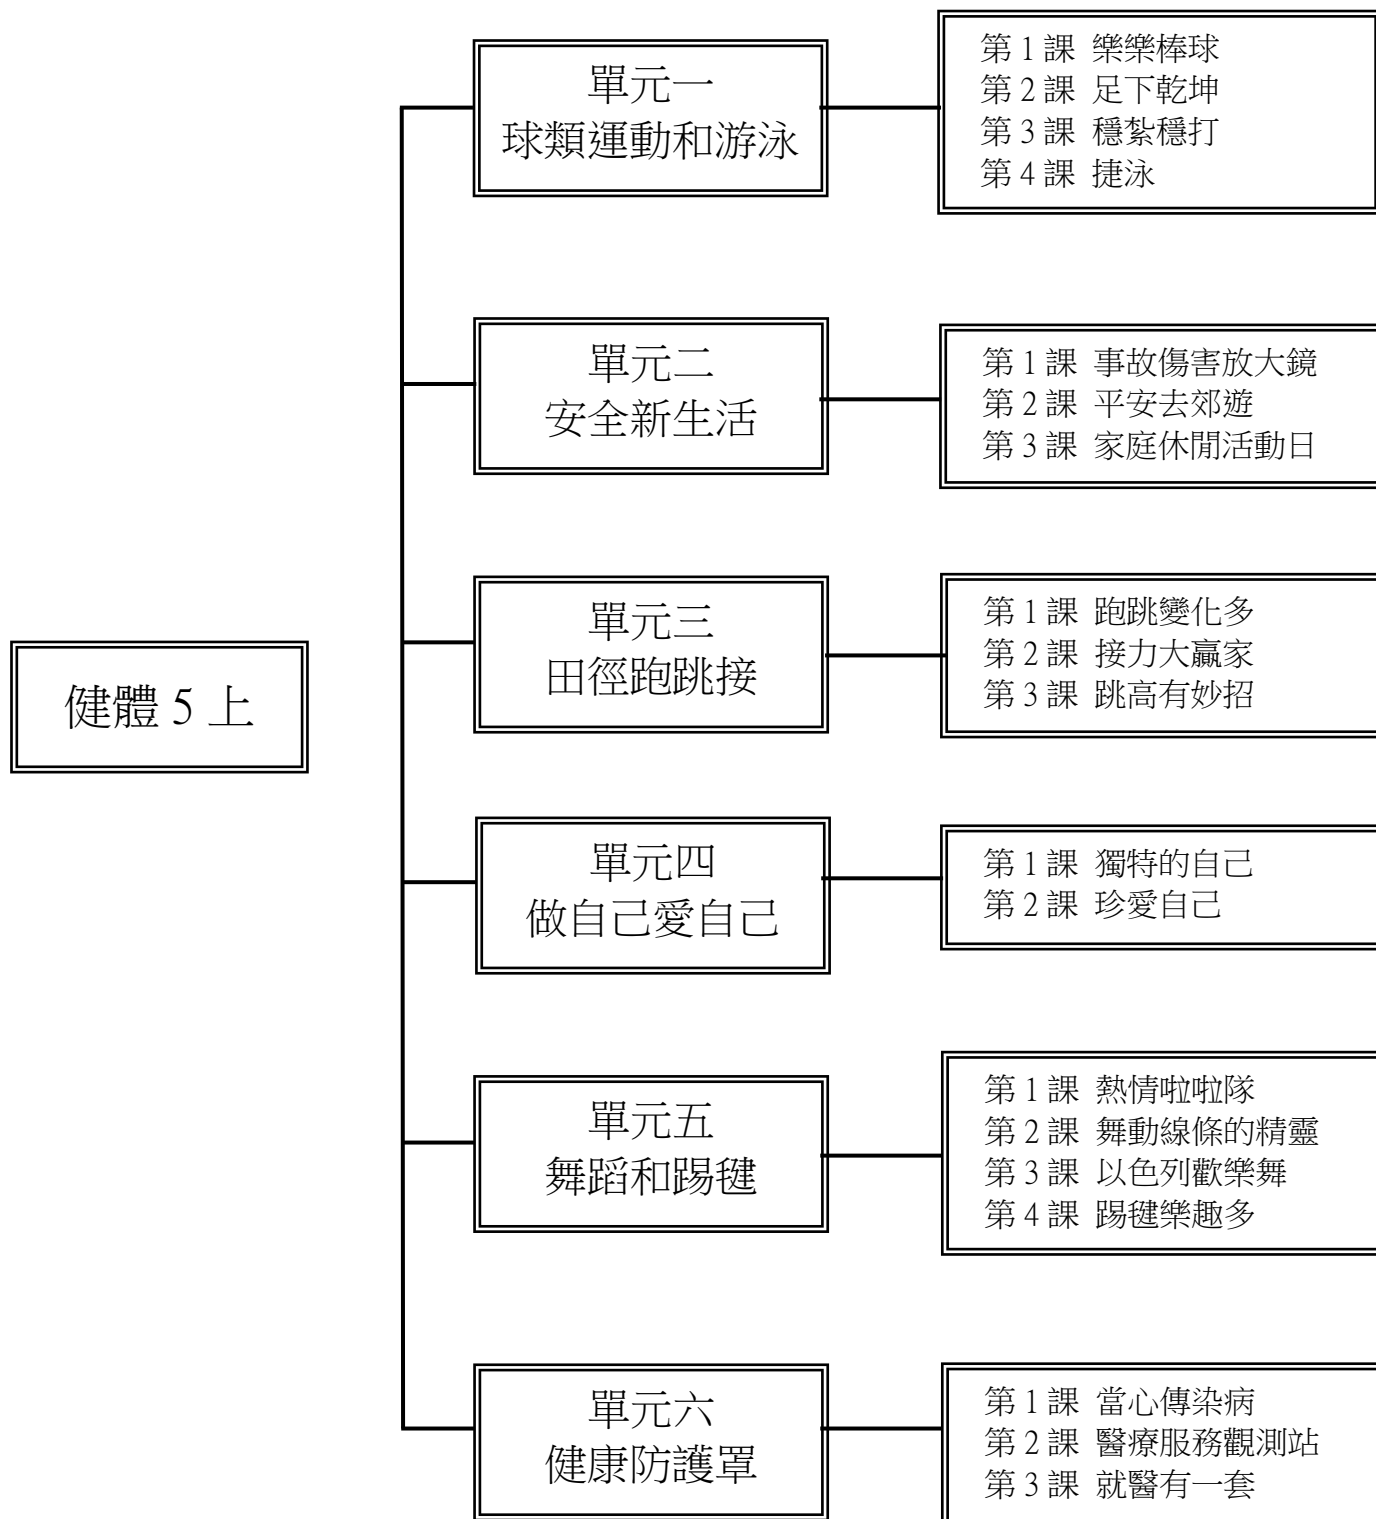 健體 5 上
單元一
球類運動和游泳
第 1 課 樂樂棒球
第 2 課 足下乾坤
第 3 課 穩紮穩打
第 4 課 捷泳
單元二
安全新生活
第 1 課 事故傷害放大鏡
第 2 課 平安去郊遊
第 3 課 家庭休閒活動日
單元三
田徑跑跳接
第 1 課 跑跳變化多
第 2 課 接力大贏家
第 3 課 跳高有妙招
單元四
做自己愛自己
第 1 課 獨特的自己
第 2 課 珍愛自己
單元五
舞蹈和踢毽
第 1 課 熱情啦啦隊
第 2 課 舞動線條的精靈
第 3 課 以色列歡樂舞
第 4 課 踢毽樂趣多
單元六
健康防護罩
第 1 課 當心傳染病
第 2 課 醫療服務觀測站
第 3 課 就醫有一套